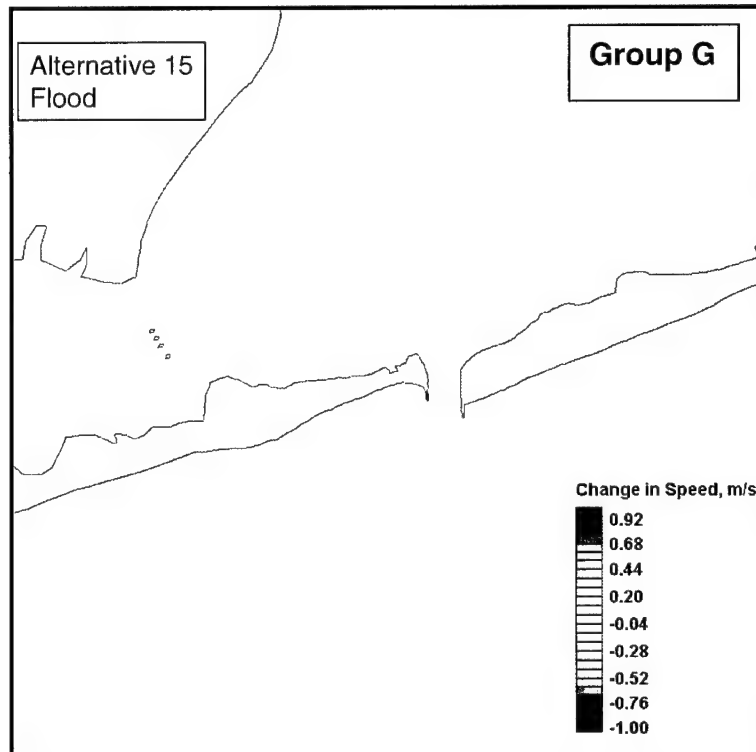 Alternative 15
Flood
Group G
Change in Speed, m/s
0.92
0.68
0.44
0.20
-0.04
-0.28
-0.52
-0.76
-1.00